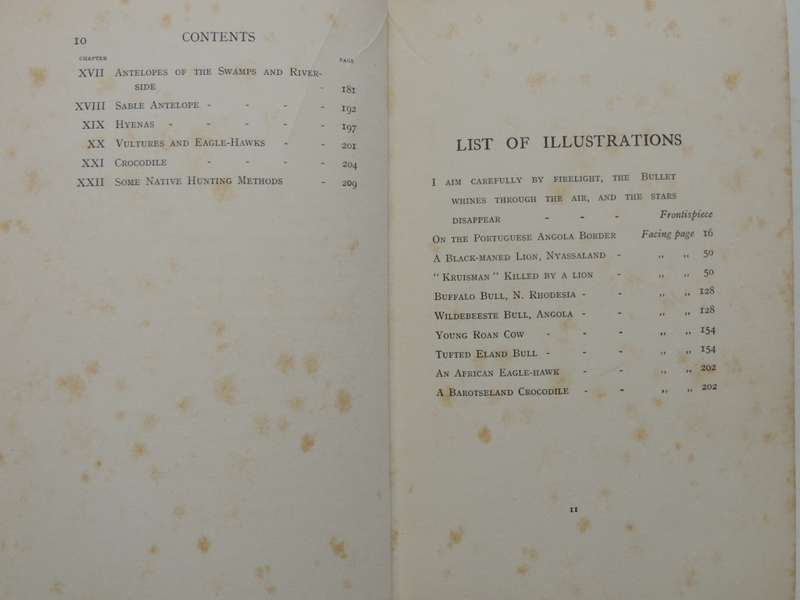 10 CONTENTS
CHAPTER PAGE
XVII ANTELOPES OF THE SWAMPS AND RIVER-
SIDE - 181
XVIII SABLE ANTELOPE - - - - 192
XIX HYENAS - - - - - 197
XX VULTURES AND EAGLE-HAWKS - - 201
XXI CROCODILE - - - - 204
XXII SOME NATIVE HUNTING METHODS - 209
LIST OF ILLUSTRATIONS
I AIM CAREFULLY BY FIRELIGHT, THE BULLET
WHINES THROUGH THE AIR, AND THE STARS
DISAPPEAR - - - Frontispiece
ON THE PORTUGUESE ANGOLA BORDER Facing page 16
A BLACK-MANED LION, NYASSALAND - „ „ 50
"KRUISMAN" KILLED BY A LION - „ „ 50
BUFFALO BULL, N. RHODESIA - - „ „ 128
WILDEBEESTE BULL, ANGOLA - - „ „ 128
YOUNG ROAN COW - - - „ „ 154
TUFTED ELAND BULL - - - „ „ 154
AN AFRICAN EAGLE-HAWK - - „ „ 202
A BAROTSELAND CROCODILE - - „ „ 202
11